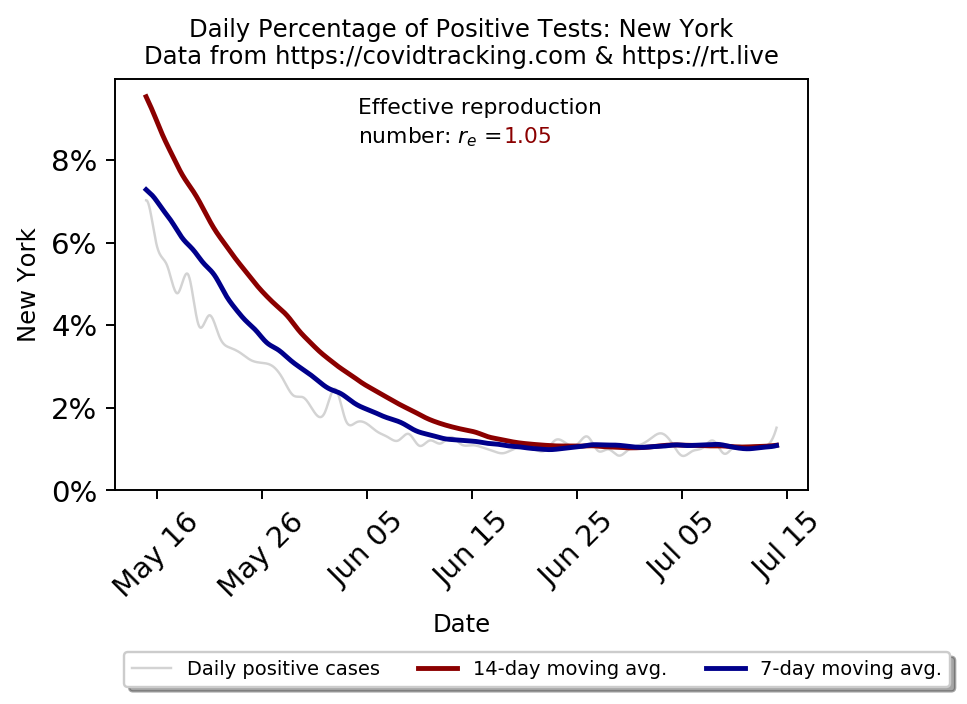 Daily Percentage of Positive Tests: New York
Data from https://covidtracking.com & https://rt.live
Effective reproduction
number: rₑ =1.05
New York
8%
6%
4%
2%
0%
May 16
May 26
Jun 05
Jun 15
Jun 25
Jul 05
Jul 15
Date
Daily positive cases
14-day moving avg.
7-day moving avg.